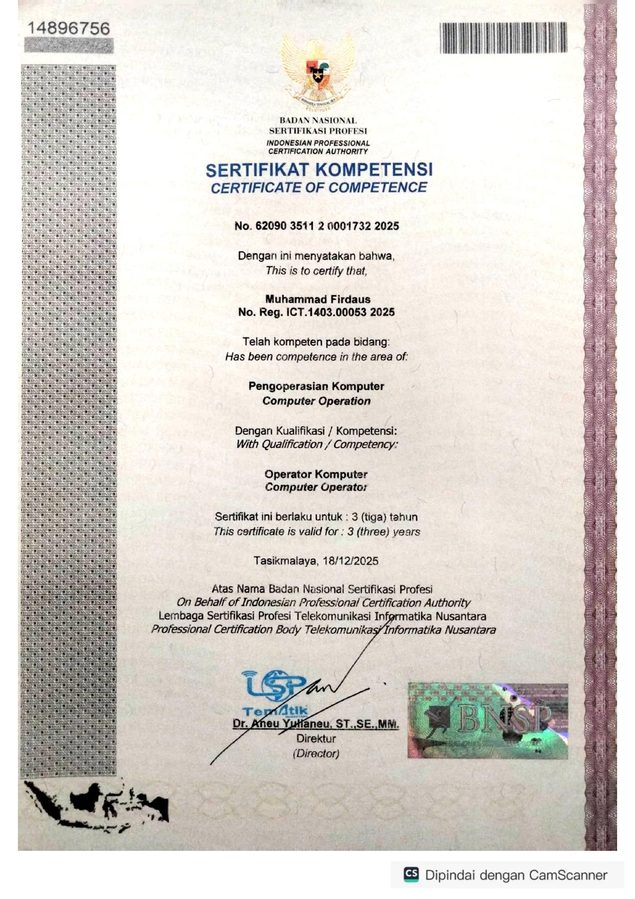 14896756
BADAN NASIONAL
SERTIFIKASI PROFESI
INDONESIAN PROFESSIONAL
CERTIFICATION AUTHORITY
SERTIFIKAT KOMPETENSI
CERTIFICATE OF COMPETENCE
No. 62090 3511 2 0001732 2025
Dengan ini menyatakan bahwa,
This is to certify that,
Muhammad Firdaus
No. Reg. ICT.1403.00053 2025
Telah kompeten pada bidang:
Has been competence in the area of:
Pengoperasian Komputer
Computer Operation
Dengan Kualifikasi / Kompetensi:
With Qualification / Competency:
Operator Komputer
Computer Operator
Sertifikat ini berlaku untuk : 3 (tiga) tahun
This certificate is valid for : 3 (three) years
Tasikmalaya, 18/12/2025
Atas Nama Badan Nasional Sertifikasi Profesi
On Behalf of Indonesian Professional Certification Authority
Lembaga Sertifikasi Profesi Telekomunikasi Informatika Nusantara
Professional Certification Body Telekomunikasi Informatika Nusantara
LSP
Tematik
BNSP
Dr. Aneu Yulianeu, ST.,SE.,MM.
Direktur
(Director)
CS Dipindai dengan CamScanner